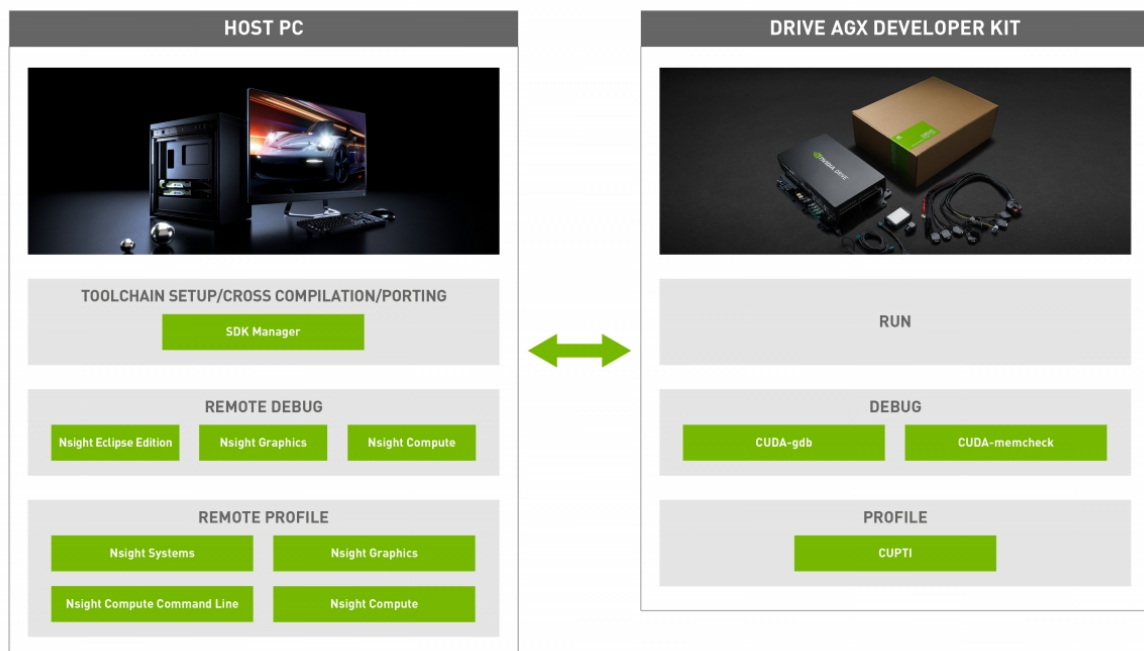 HOST PC
TOOLCHAIN SETUP/CROSS COMPILATION/PORTING
SDK Manager
REMOTE DEBUG
Nsight Eclipse Edition
Nsight Graphics
Nsight Compute
REMOTE PROFILE
Nsight Systems
Nsight Graphics
Nsight Compute Command Line
Nsight Compute
DRIVE AGX DEVELOPER KIT
NVIDIA DRIVE
RUN
DEBUG
CUDA-gdb
CUDA-memcheck
PROFILE
CUPTI